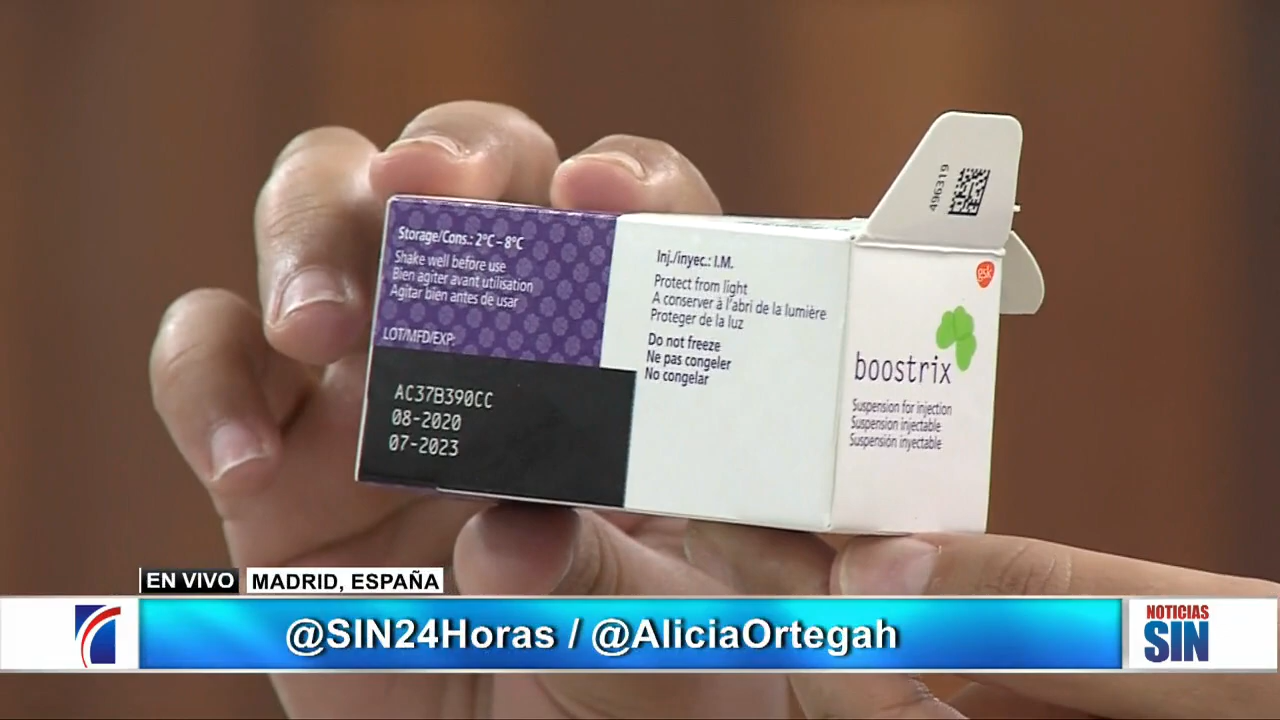 496319
Storage/Cons.: 2°C – 8°C
Shake well before use
Bien agiter avant utilisation
Agitar bien antes de usar
LOT/MFD/EXP:
AC37B390CC
08-2020
07-2023
Inj./inyec.: I.M.
Protect from light
A conserver à l'abri de la lumière
Proteger de la luz
Do not freeze
Ne pas congeler
No congelar
gsk
boostrix
Suspension for injection
Suspension injectable
Suspensión inyectable
EN VIVO MADRID, ESPAÑA
@SIN24Horas / @AliciaOrtegah
NOTICIAS
SIN